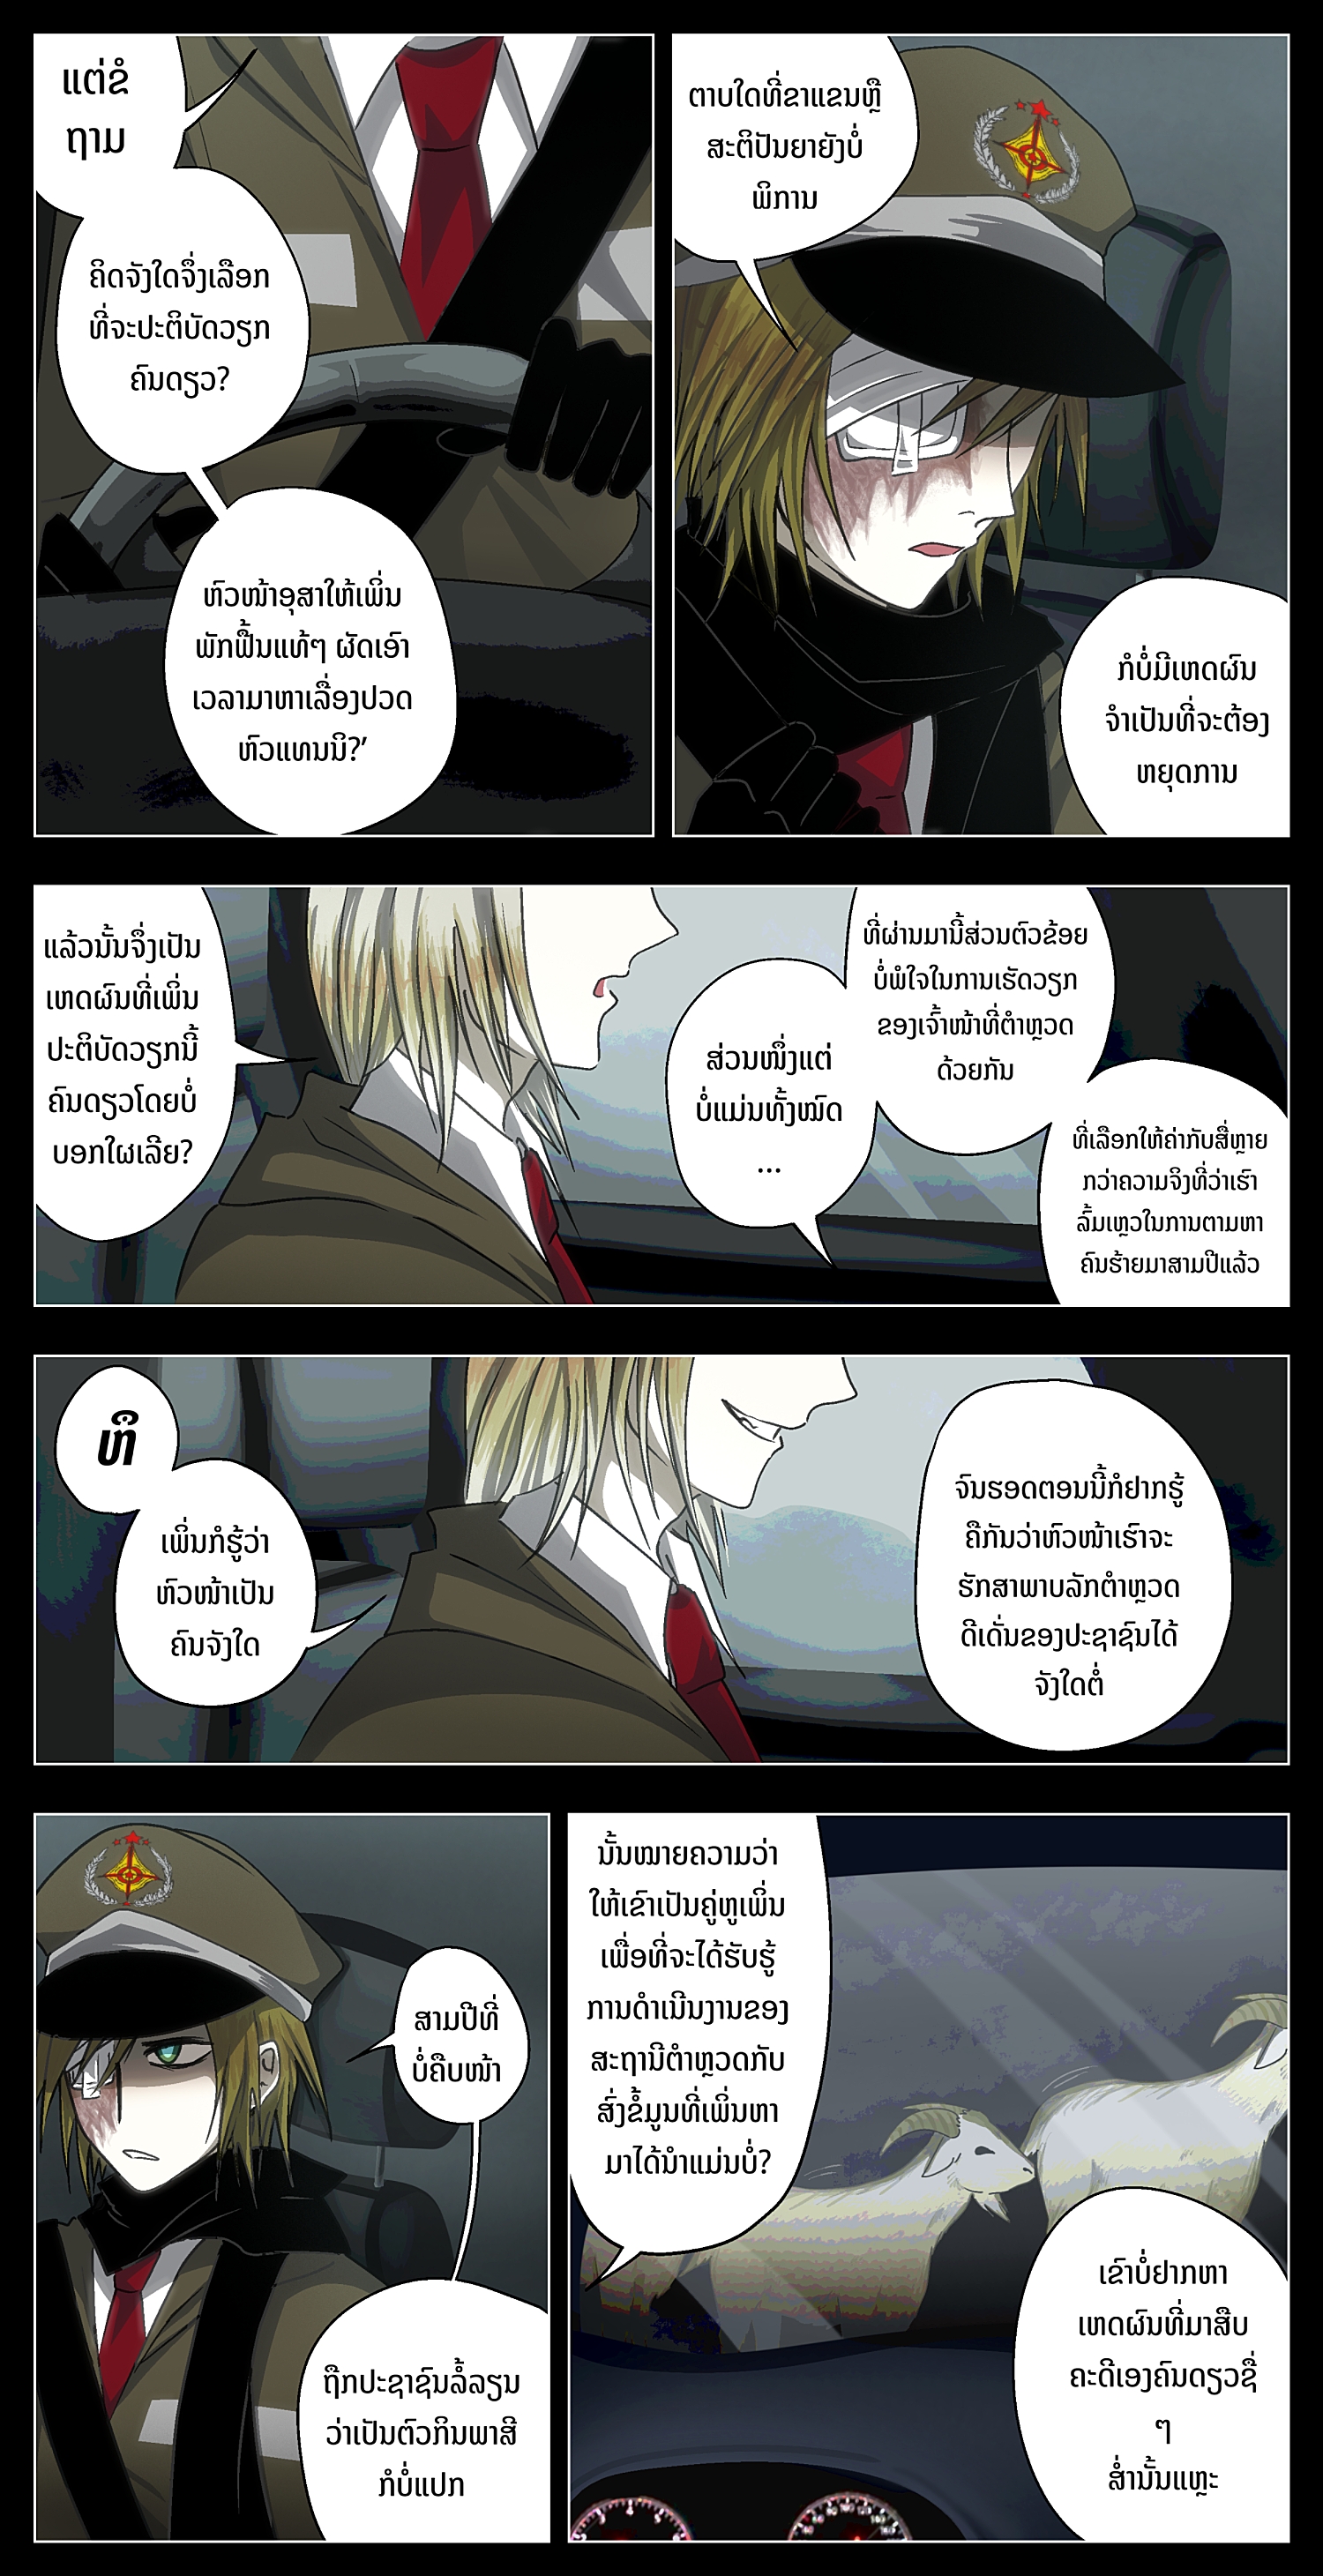 ແຕ່ຂໍ
ຖາມ
ຄິດຈັງໃດຈຶ່ງເລືອກ
ທີ່ຈະປະຕິບັດວຽກ
ຄົນດຽວ?
ຫົວໜ້າອຸສາໃຫ້ເພິ່ນ
ພັກຟື້ນແທ້ໆ ຜັດເອົາ
ເວລາມາຫາເລື່ອງປວດ
ຫົວແທນນິ?'
ຕາບໃດທີ່ຂາແຂນຫຼື
ສະຕິປັນຍາຍັງບໍ່
ພິການ
ກໍບໍ່ມີເຫດຜົນ
ຈຳເປັນທີ່ຈະຕ້ອງ
ຫຍຸດການ
ແລ້ວນັ້ນຈຶ່ງເປັນ
ເຫດຜົນທີ່ເພິ່ນ
ປະຕິບັດວຽກນີ້
ຄົນດຽວໂດຍບໍ່
ບອກໃຜເລີຍ?
ສ່ວນໜຶ່ງແຕ່
ບໍ່ແມ່ນທັ້ງໝົດ
...
ທີ່ຜ່ານມານີ້ສ່ວນຕົວຂ້ອຍ
ບໍ່ພໍໃຈໃນການເຮັດວຽກ
ຂອງເຈົ້າໜ້າທີ່ຕຳຫຼວດ
ດ້ວຍກັນ
ທີ່ເລືອກໃຫ້ຄ່າກັບສື່ຫຼາຍ
ກວ່າຄວາມຈິງທີ່ວ່າເຮົາ
ລົ້ມເຫຼວໃນການຕາມຫາ
ຄົນຮ້າຍມາສາມປີແລ້ວ
ຫຶ
ເພິ່ນກໍຮູ້ວ່າ
ຫົວໜ້າເປັນ
ຄົນຈັງໃດ
ຈົນຮອດຕອນນີ້ກໍຢາກຮູ້
ຄືກັນວ່າຫົວໜ້າເຮົາຈະ
ຮັກສາພາບລັກຕຳຫຼວດ
ດີເດັ່ນຂອງປະຊາຊົນໄດ້
ຈັງໃດຕໍ່
ສາມປີທີ່
ບໍ່ຄືບໜ້າ
ຖືກປະຊາຊົນລໍ້ລຽນ
ວ່າເປັນຕົວກິນພາສີ
ກໍບໍ່ແປກ
ນັ້ນໝາຍຄວາມວ່າ
ໃຫ້ເຂົາເປັນຄູ່ຫູເພິ່ນ
ເພື່ອທີ່ຈະໄດ້ຮັບຮູ້
ການດຳເນີນງານຂອງ
ສະຖານີຕຳຫຼວດກັບ
ສົ່ງຂໍ້ມູນທີ່ເພິ່ນຫາ
ມາໄດ້ນຳແມ່ນບໍ່?
ເຂົາບໍ່ຢາກຫາ
ເຫດຜົນທີ່ມາສືບ
ຄະດີເອງຄົນດຽວຊື່
ໆ
ສ່ຳນັ້ນແຫຼະ